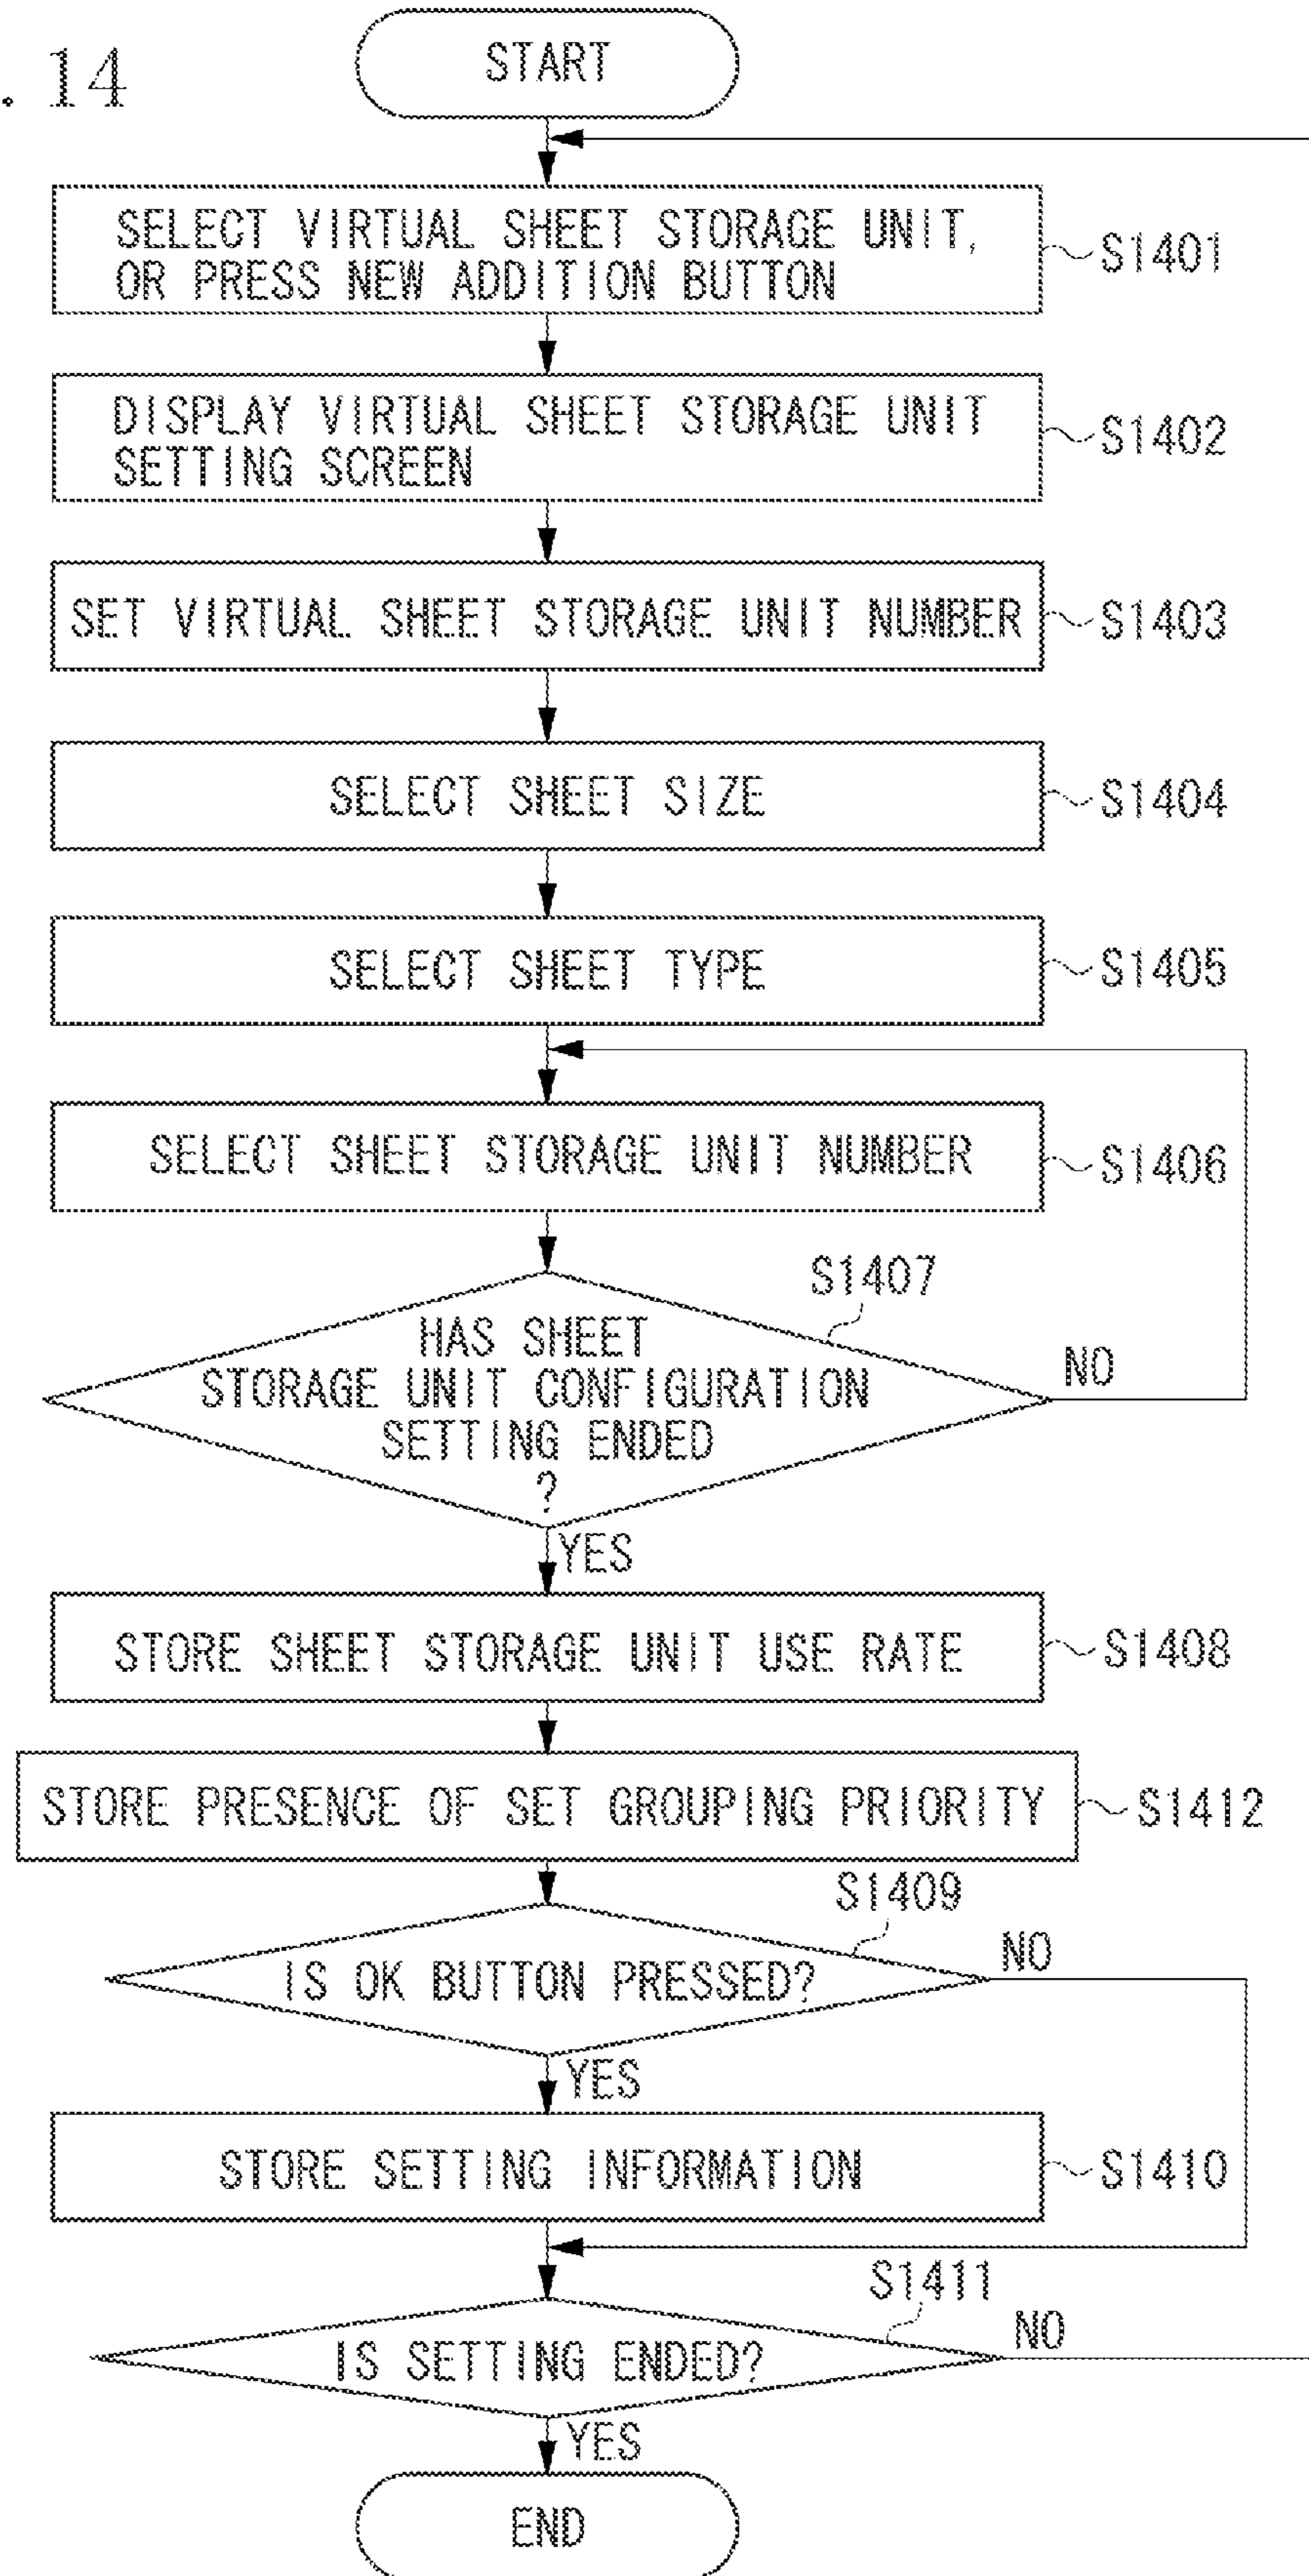 . 14
START
SELECT VIRTUAL SHEET STORAGE UNIT,
OR PRESS NEW ADDITION BUTTON
S1401
DISPLAY VIRTUAL SHEET STORAGE UNIT
SETTING SCREEN
S1402
SET VIRTUAL SHEET STORAGE UNIT NUMBER
S1403
SELECT SHEET SIZE
S1404
SELECT SHEET TYPE
S1405
SELECT SHEET STORAGE UNIT NUMBER
S1406
S1407
HAS SHEET
STORAGE UNIT CONFIGURATION
SETTING ENDED
?
NO
YES
STORE SHEET STORAGE UNIT USE RATE
S1408
STORE PRESENCE OF SET GROUPING PRIORITY
S1412
S1409
IS OK BUTTON PRESSED?
NO
YES
STORE SETTING INFORMATION
S1410
S1411
IS SETTING ENDED?
NO
YES
END